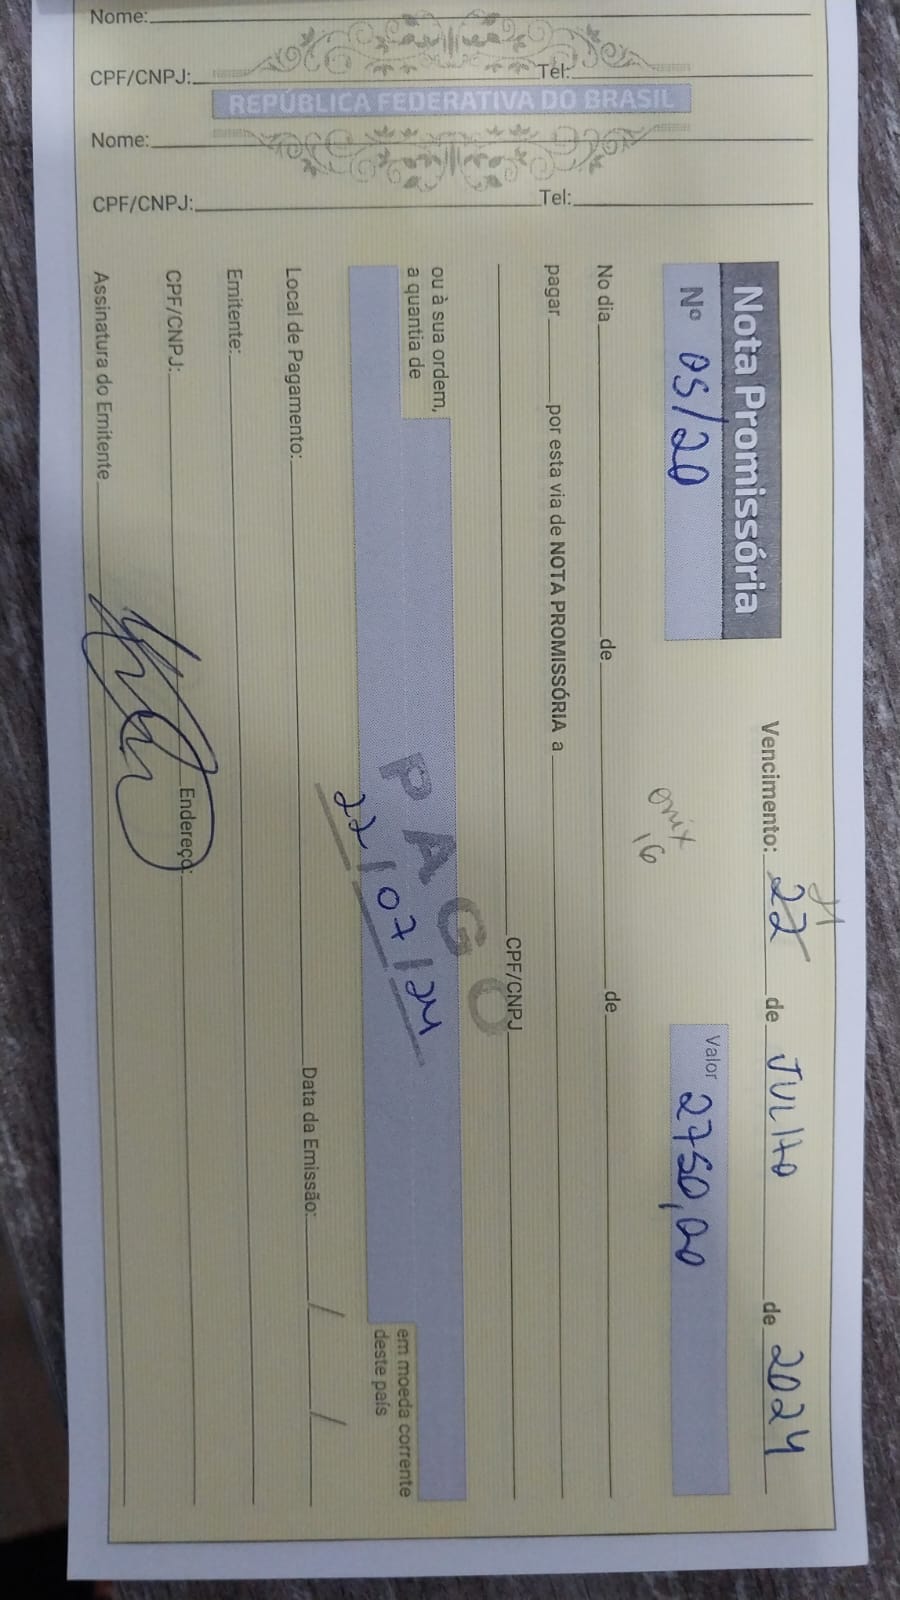 Nome:
CPF/CNPJ: Tel:
REPÚBLICA FEDERATIVA DO BRASIL
Nome:
CPF/CNPJ: Tel:
Nota Promissória
Nº 05/20
Vencimento: 22 de JULHO de 2024
21
onix
16
Valor 2750,00
No dia de de
pagar por esta via de NOTA PROMISSÓRIA a
CPF/CNPJ
ou à sua ordem,
a quantia de
em moeda corrente
deste país
PAGO
22/07/24
Local de Pagamento: Data da Emissão: / /
Emitente:
CPF/CNPJ: Endereço:
Assinatura do Emitente